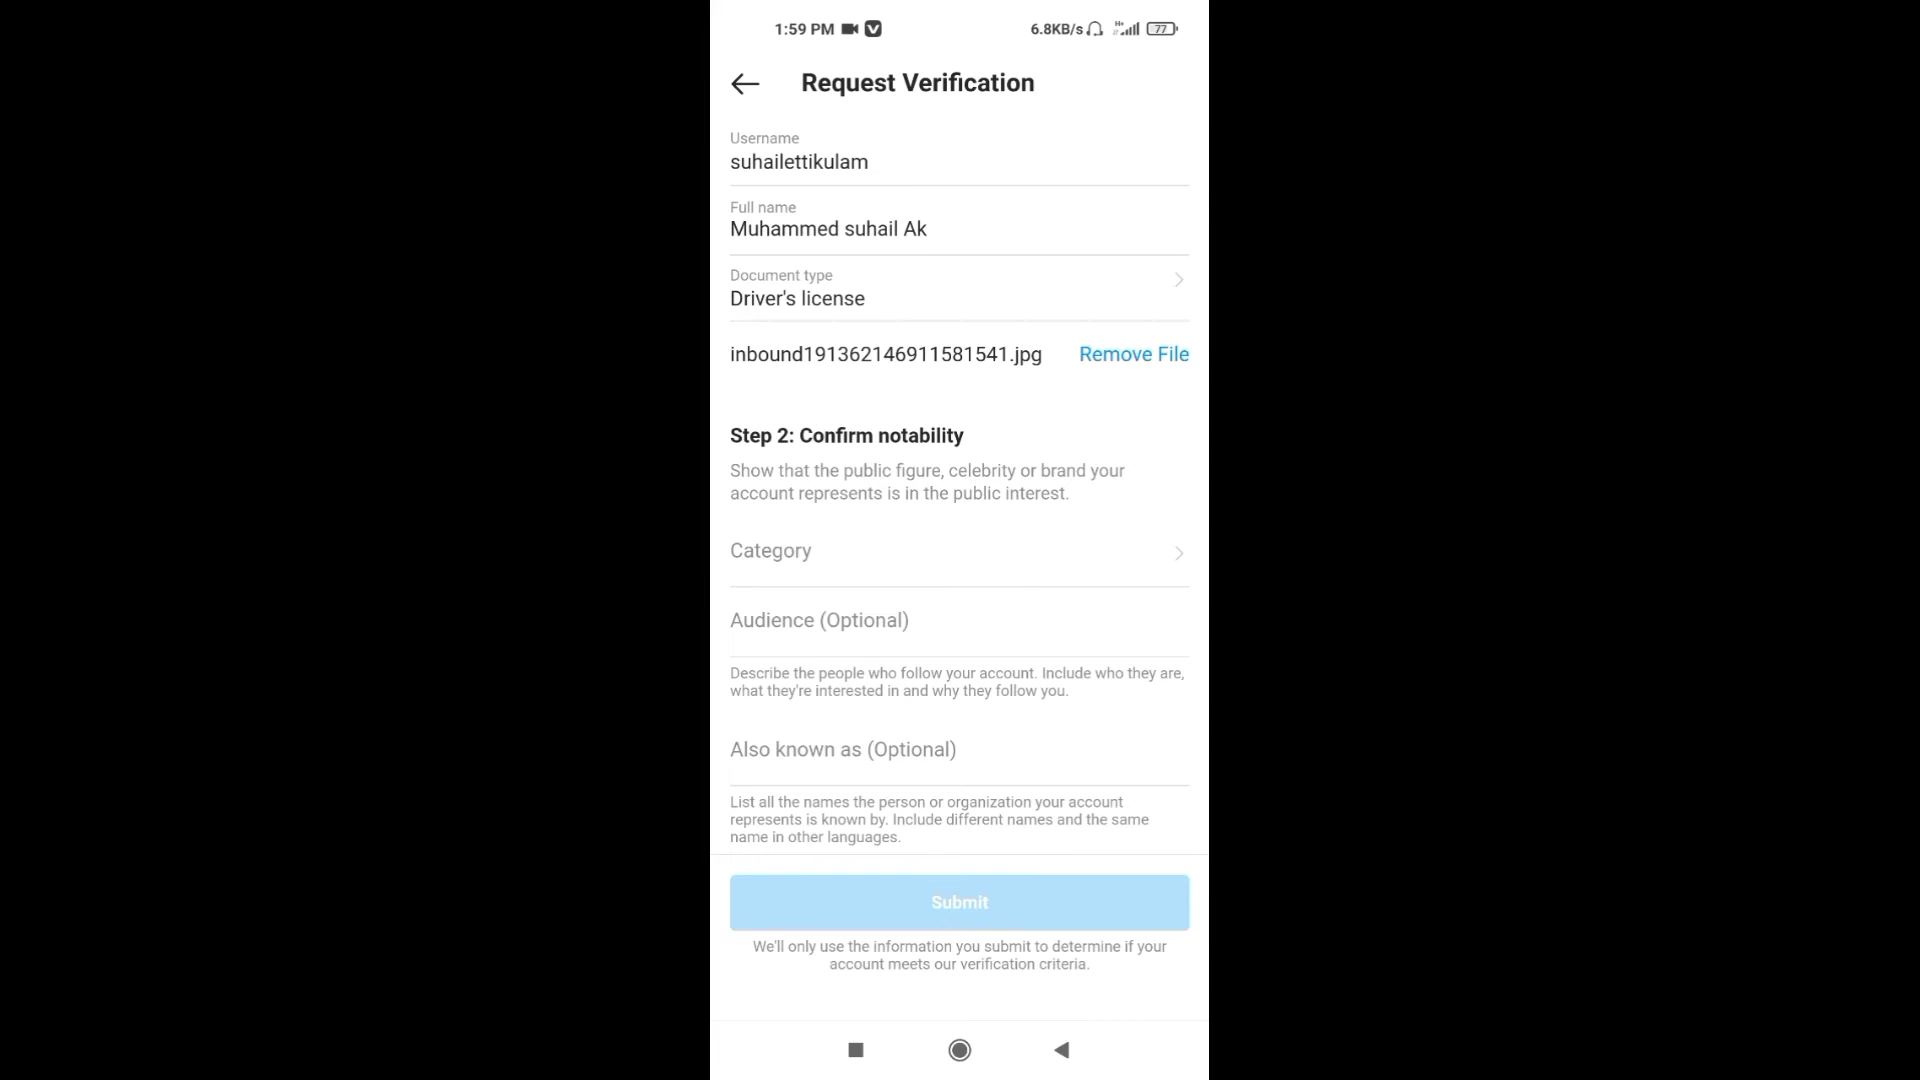 1:59 PM
6.8KB/s
H+
77
Request Verification
Username
suhailettikulam
Full name
Muhammed suhail Ak
Document type
Driver's license
inbound191362146911581541.jpg
Remove File
Step 2: Confirm notability
Show that the public figure, celebrity or brand your
account represents is in the public interest.
Category
Audience (Optional)
Describe the people who follow your account. Include who they are,
what they're interested in and why they follow you.
Also known as (Optional)
List all the names the person or organization your account
represents is known by. Include different names and the same
name in other languages.
Submit
We'll only use the information you submit to determine if your
account meets our verification criteria.